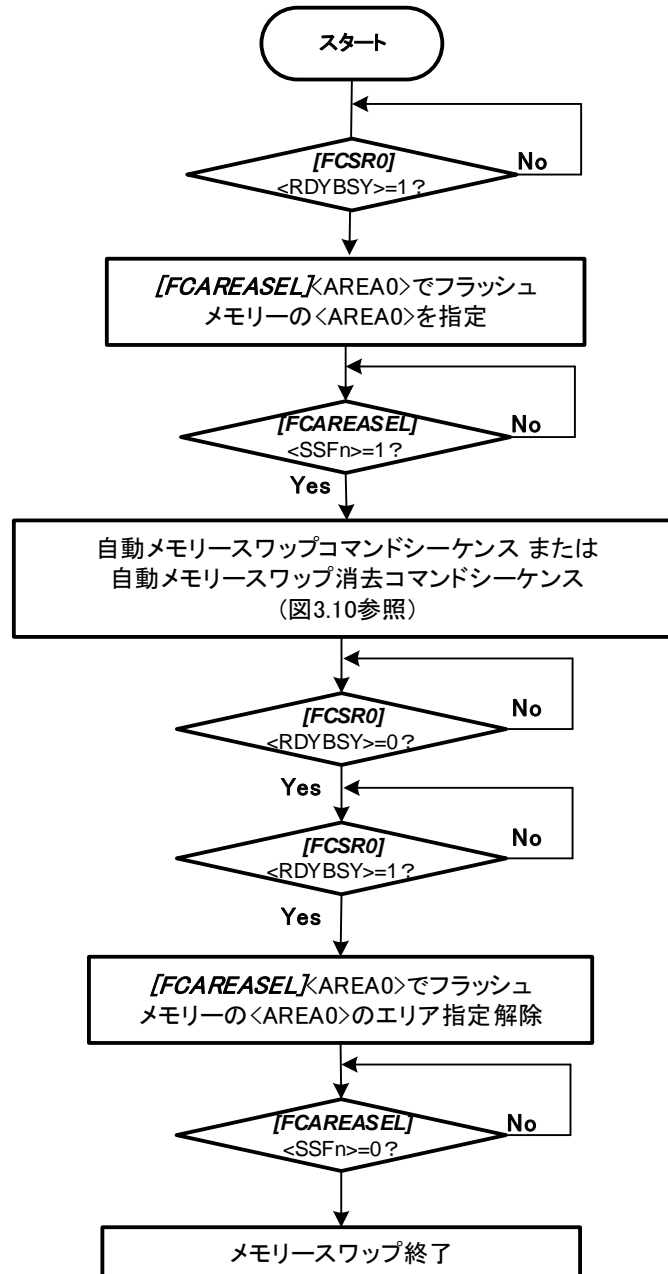 スタート
[FCSR0]
<RDYBSY>=1?
No
[FCAREASEL]<AREA0>でフラッシュ
メモリーの<AREA0>を指定
[FCAREASEL]
<SSFn>=1?
No
Yes
自動メモリースワップコマンドシーケンス または
自動メモリースワップ消去コマンドシーケンス
(図3.10参照)
[FCSR0]
<RDYBSY>=0?
No
Yes
[FCSR0]
<RDYBSY>=1?
No
Yes
[FCAREASEL]<AREA0>でフラッシュ
メモリーの<AREA0>のエリア指定解除
[FCAREASEL]
<SSFn>=0?
No
メモリースワップ終了